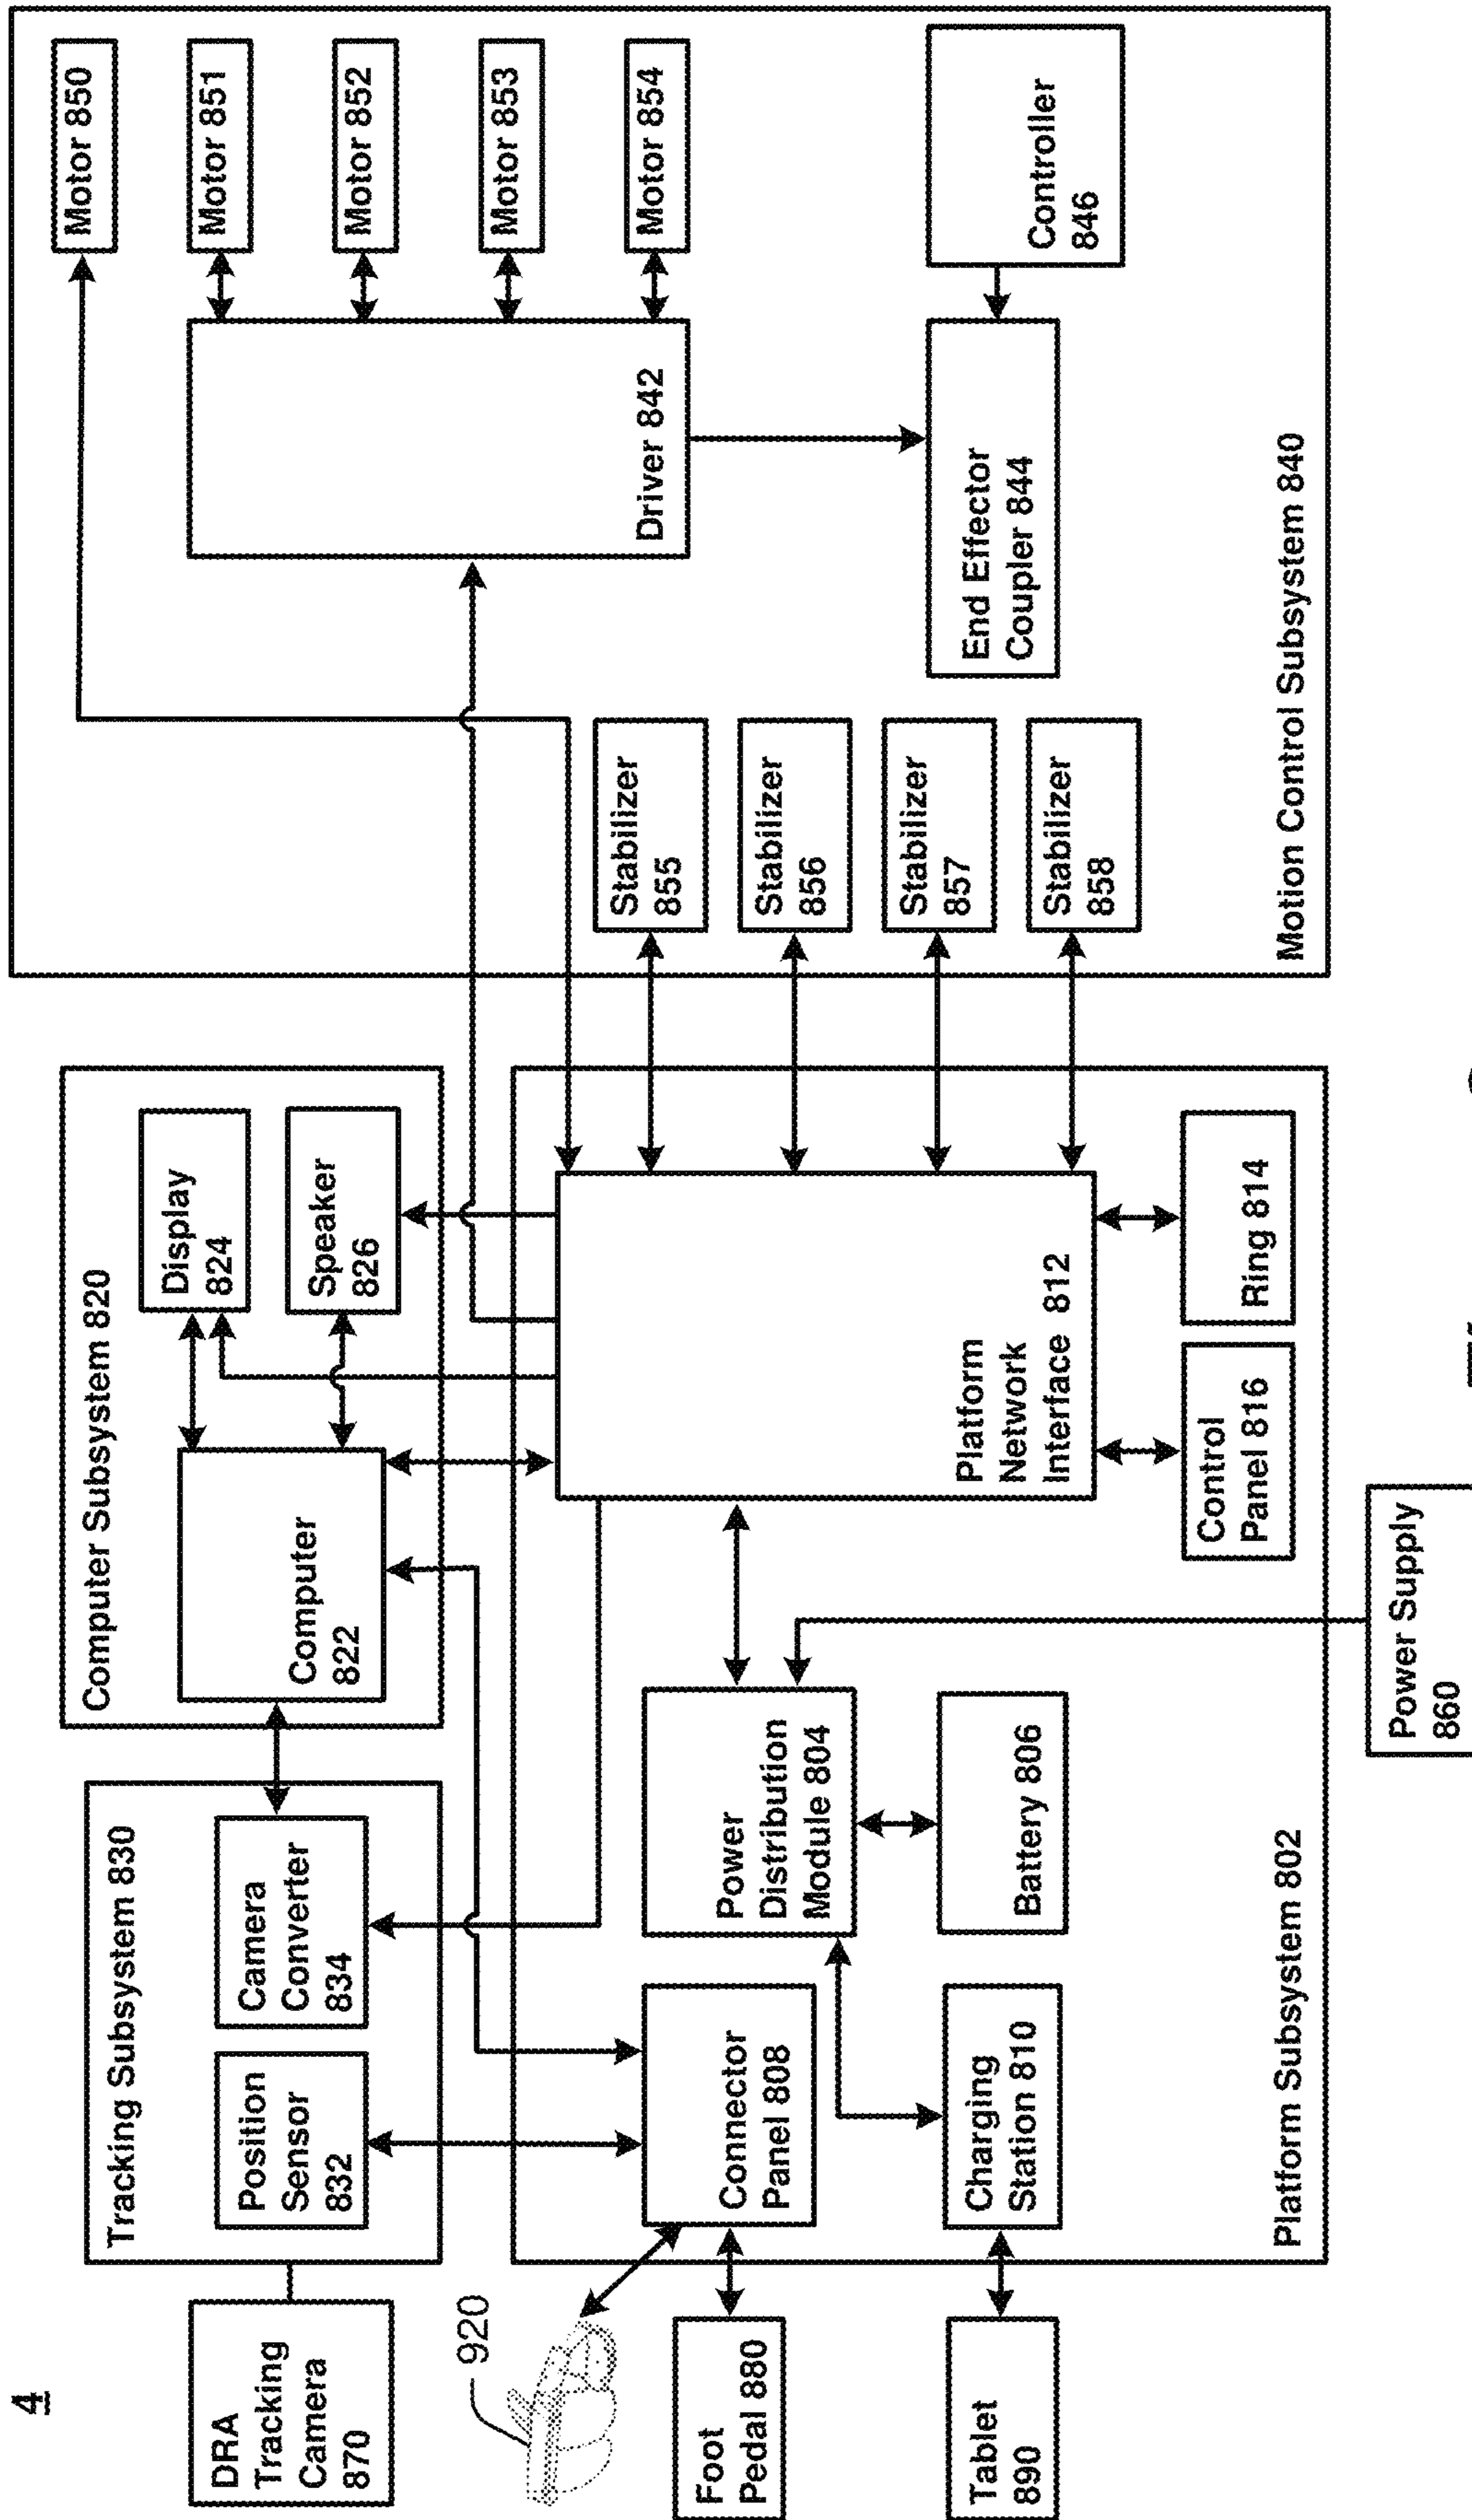 4
DRA
Tracking
Camera
870
920
Foot
Pedal 880
Tablet
890
Tracking Subsystem 830
Position
Sensor
832
Camera
Converter
834
Computer Subsystem 820
Computer
822
Display
824
Speaker
826
Platform Subsystem 802
Connector
Panel 808
Charging
Station 810
Power
Distribution
Module 804
Battery 806
Platform
Network
Interface 812
Control
Panel 816
Ring 814
Power Supply
860
Motion Control Subsystem 840
Stabilizer
855
Stabilizer
856
Stabilizer
857
Stabilizer
858
Driver 842
End Effector
Coupler 844
Controller
846
Motor 850
Motor 851
Motor 852
Motor 853
Motor 854